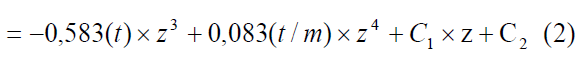 = −0,583(t) × z³ + 0,083(t / m) × z⁴ + C₁ × z + C₂ (2)